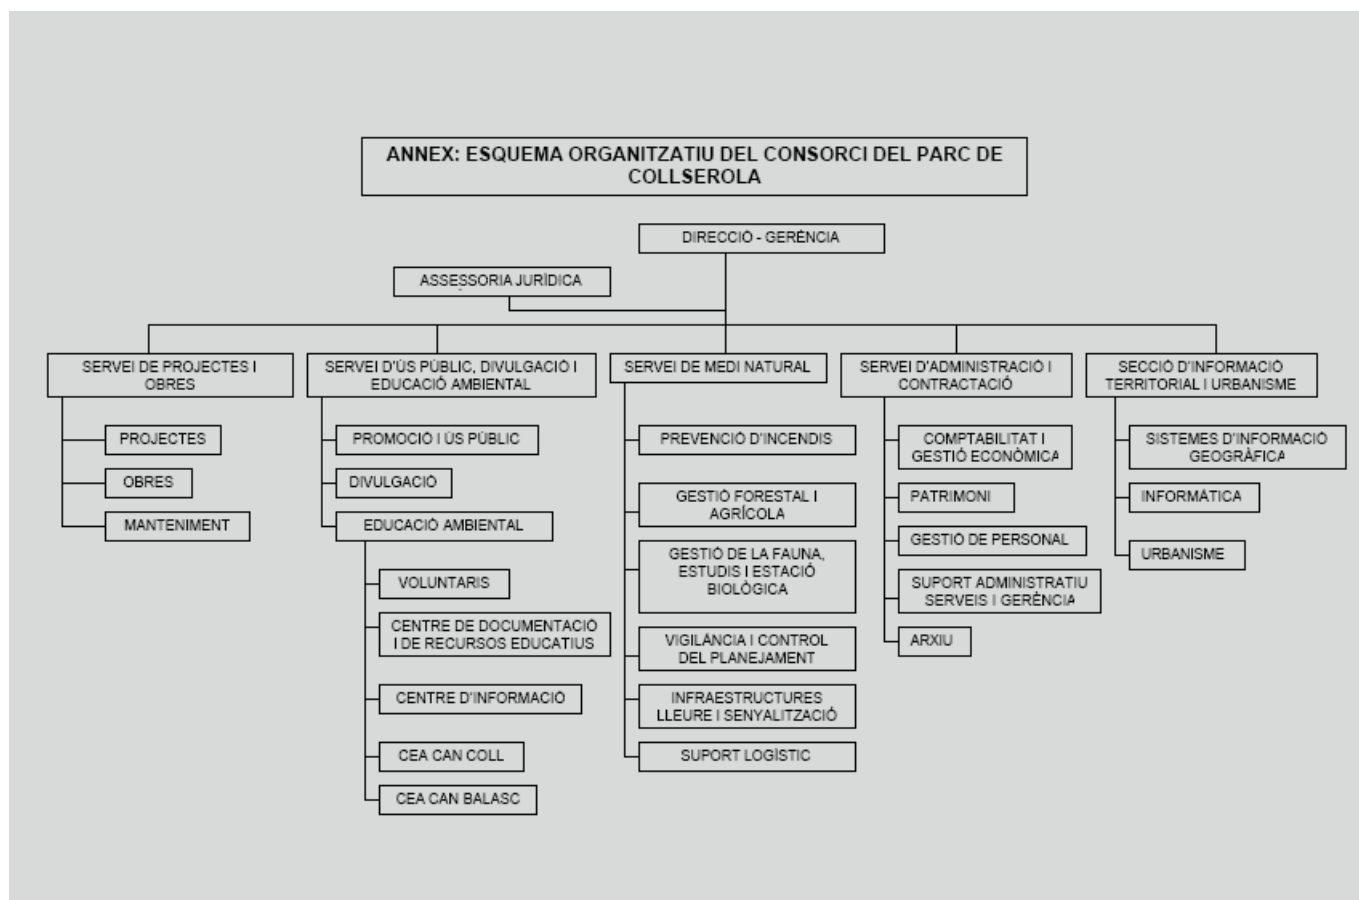 ANNEX: ESQUEMA ORGANITZATIU DEL CONSORCI DEL PARC DE
COLLSEROLA
DIRECCIÓ - GERÈNCIA
ASSESSORIA JURÍDICA
SERVEI DE PROJECTES I
OBRES
PROJECTES
OBRES
MANTENIMENT
SERVEI D'ÚS PÚBLIC, DIVULGACIÓ I
EDUCACIÓ AMBIENTAL
PROMOCIÓ I ÚS PÚBLIC
DIVULGACIÓ
EDUCACIÓ AMBIENTAL
VOLUNTARIS
CENTRE DE DOCUMENTACIÓ
I DE RECURSOS EDUCATIUS
CENTRE D'INFORMACIÓ
CEA CAN COLL
CEA CAN BALASC
SERVEI DE MEDI NATURAL
PREVENCIÓ D'INCENDIS
GESTIÓ FORESTAL I
AGRÍCOLA
GESTIÓ DE LA FAUNA,
ESTUDIS I ESTACIÓ
BIOLÒGICA
VIGILÀNCIA I CONTROL
DEL PLANEJAMENT
INFRAESTRUCTURES
LLEURE I SENYALITZACIÓ
SUPORT LOGÍSTIC
SERVEI D'ADMINISTRACIÓ I
CONTRACTACIÓ
COMPTABILITAT I
GESTIÓ ECONÒMICA
PATRIMONI
GESTIÓ DE PERSONAL
SUPORT ADMINISTRATIU
SERVEIS I GERÈNCIA
ARXIU
SECCIÓ D'INFORMACIÓ
TERRITORIAL I URBANISME
SISTEMES D'INFORMACIÓ
GEOGRÀFICA
INFORMÀTICA
URBANISME